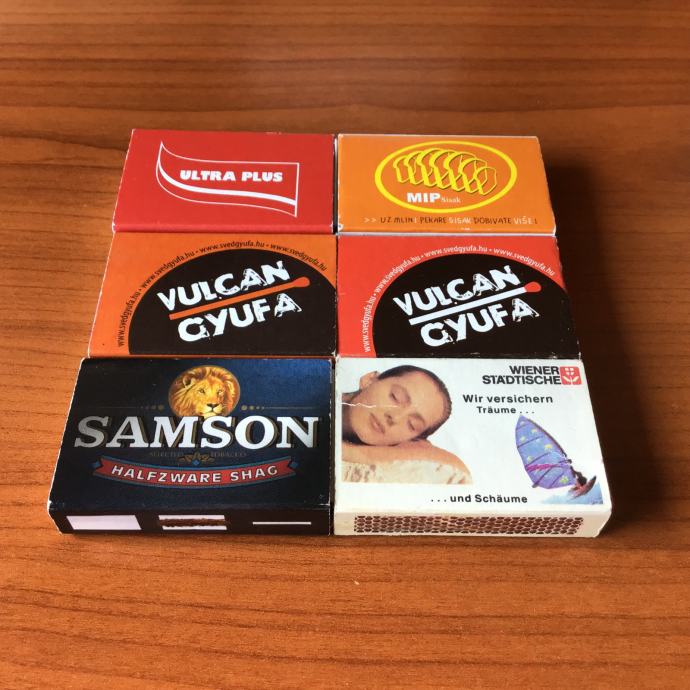 ULTRA PLUS
MIP Sisak
>> UZ MLIN I PEKARE SISAK DOBIVATE VIŠE!
www.svedgyufa.hu • www.svedgyufa.hu • www.svedgyufa.hu
VULCAN
GYUFA
www.svedgyufa.hu • www.svedgyufa.hu • www.svedgyufa.hu
VULCAN
GYUFA
SAMSON
SELECTED TOBACCO
HALFZWARE SHAG
WIENER
STÄDTISCHE
Wir versichern
Träume...
...und Schäume